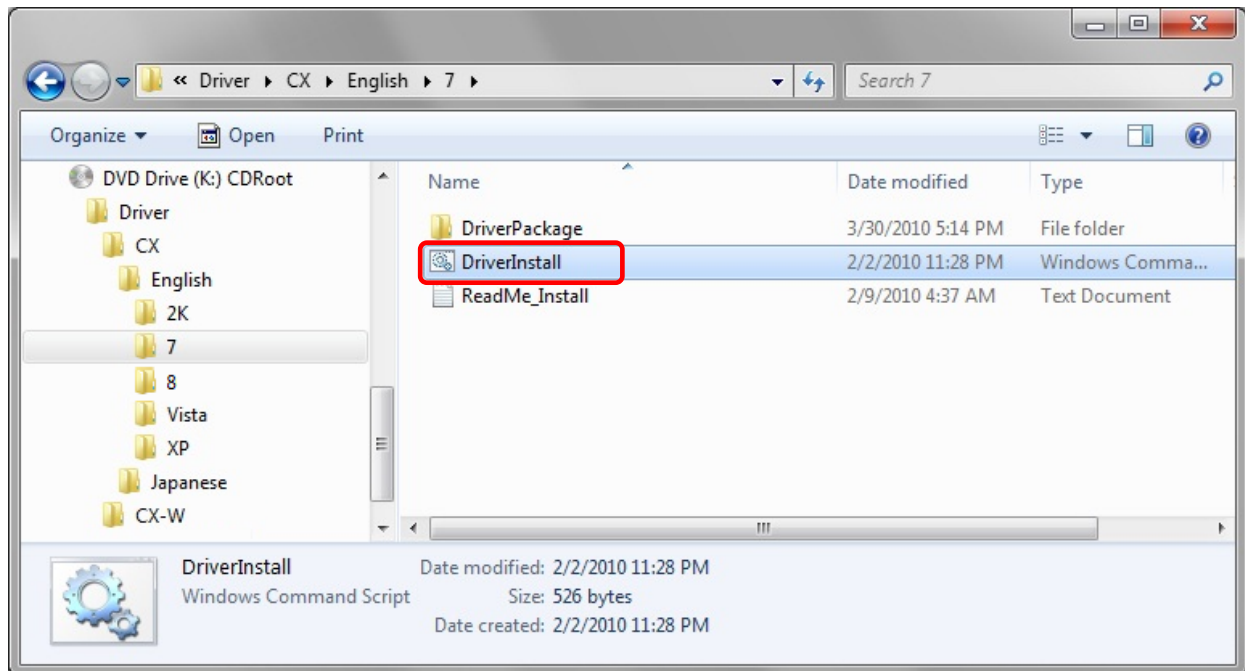 « Driver ▸ CX ▸ English ▸ 7 ▸ Search 7
Organize Open Print
DVD Drive (K:) CDRoot
Driver
CX
English
2K
7
8
Vista
XP
Japanese
CX-W
Name Date modified Type
DriverPackage 3/30/2010 5:14 PM File folder
DriverInstall 2/2/2010 11:28 PM Windows Comma...
ReadMe_Install 2/9/2010 4:37 AM Text Document
DriverInstall Date modified: 2/2/2010 11:28 PM
Windows Command Script Size: 526 bytes
Date created: 2/2/2010 11:28 PM